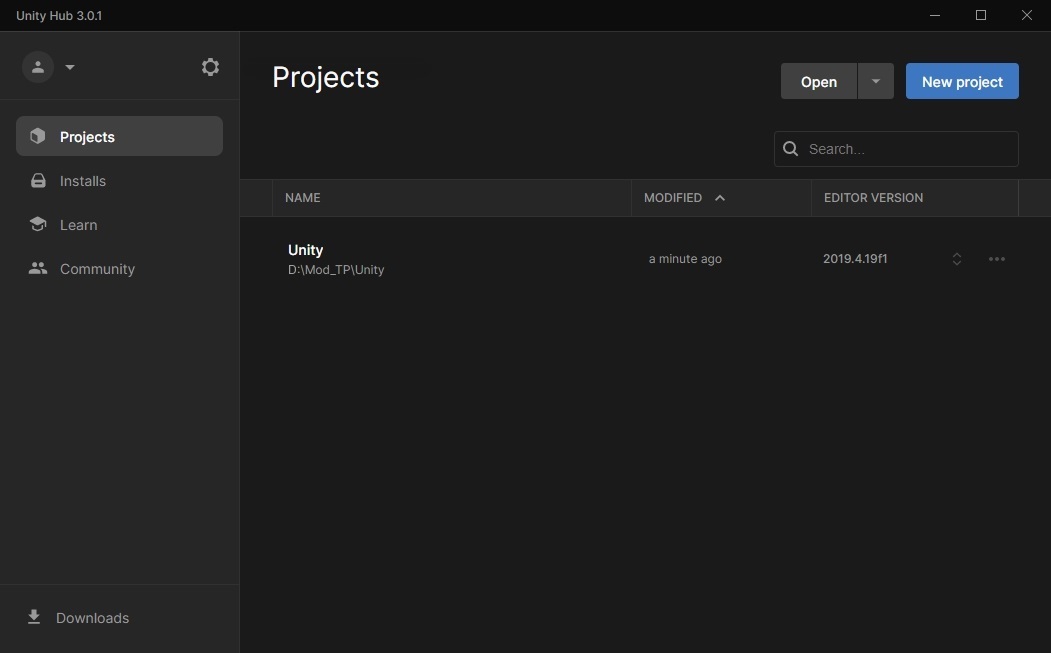 Unity Hub 3.0.1
Projects
Installs
Learn
Community
Downloads
Projects
Open
New project
Search...
NAME MODIFIED EDITOR VERSION
Unity
D:\Mod_TP\Unity
a minute ago
2019.4.19f1